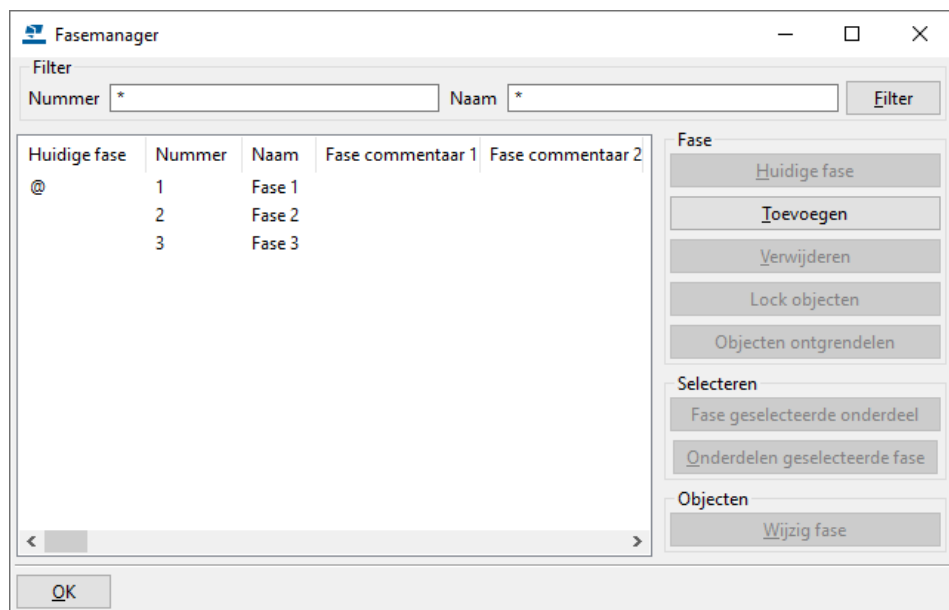 Fasemanager
Filter
Nummer * Naam * Filter
Huidige fase Nummer Naam Fase commentaar 1 Fase commentaar 2
@ 1 Fase 1
2 Fase 2
3 Fase 3
Fase
Huidige fase
Toevoegen
Verwijderen
Lock objecten
Objecten ontgrendelen
Selecteren
Fase geselecteerde onderdeel
Onderdelen geselecteerde fase
Objecten
Wijzig fase
OK